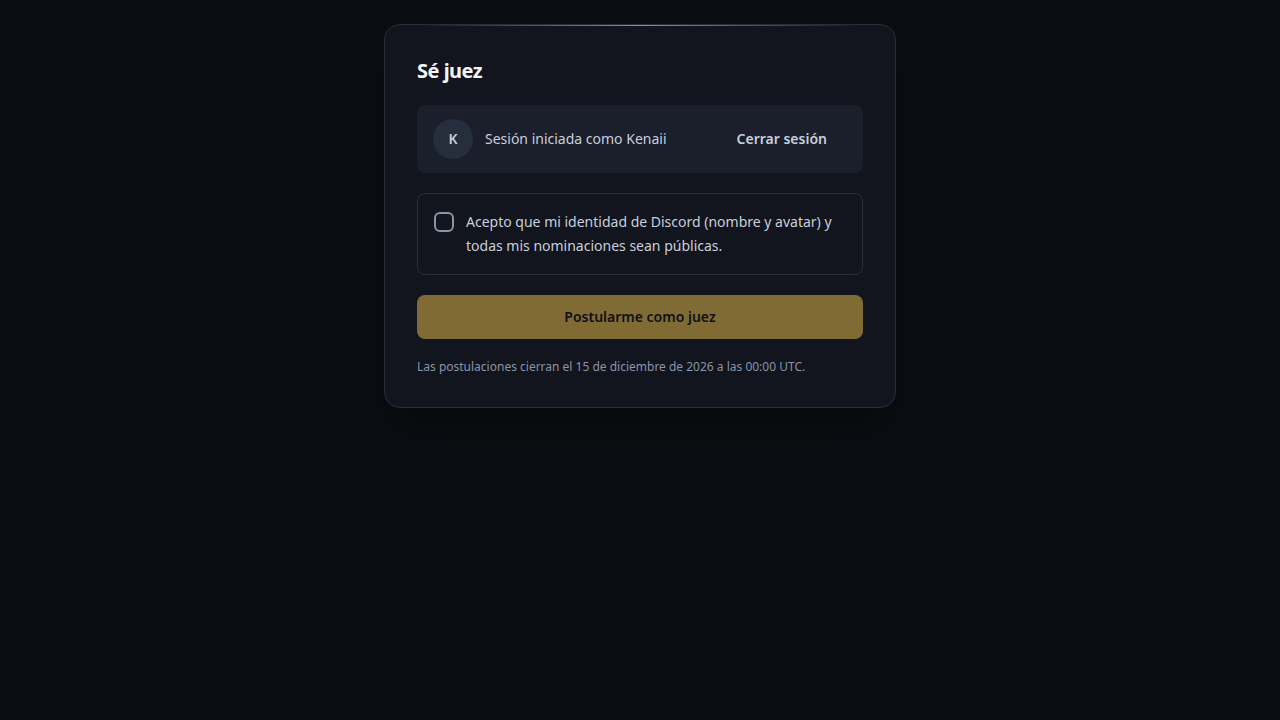 Sé juez
K
Sesión iniciada como Kenaii
Cerrar sesión
Acepto que mi identidad de Discord (nombre y avatar) y
todas mis nominaciones sean públicas.
Postularme como juez
Las postulaciones cierran el 15 de diciembre de 2026 a las 00:00 UTC.